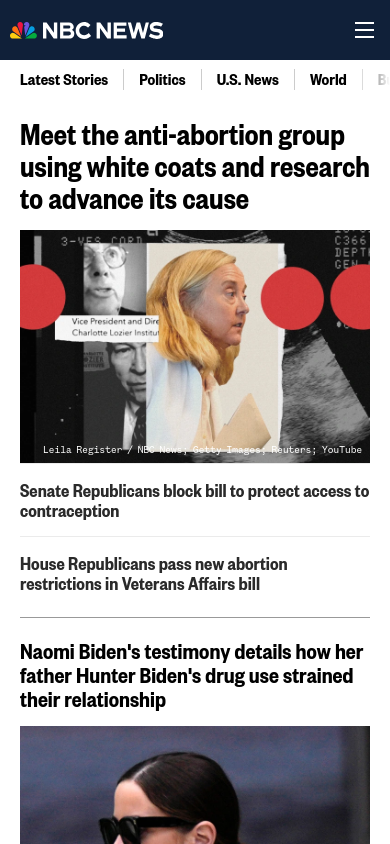 NBC NEWS
Latest Stories
Politics
U.S. News
World
Meet the anti-abortion group
using white coats and research
to advance its cause
3-VES CORD
C366
DEPT
GEN
Vice President and Dire
Charlotte Lozier Institut
Leila Register / NBC News; Getty Images; Reuters; YouTube
Senate Republicans block bill to protect access to
contraception
House Republicans pass new abortion
restrictions in Veterans Affairs bill
Naomi Biden's testimony details how her
father Hunter Biden's drug use strained
their relationship